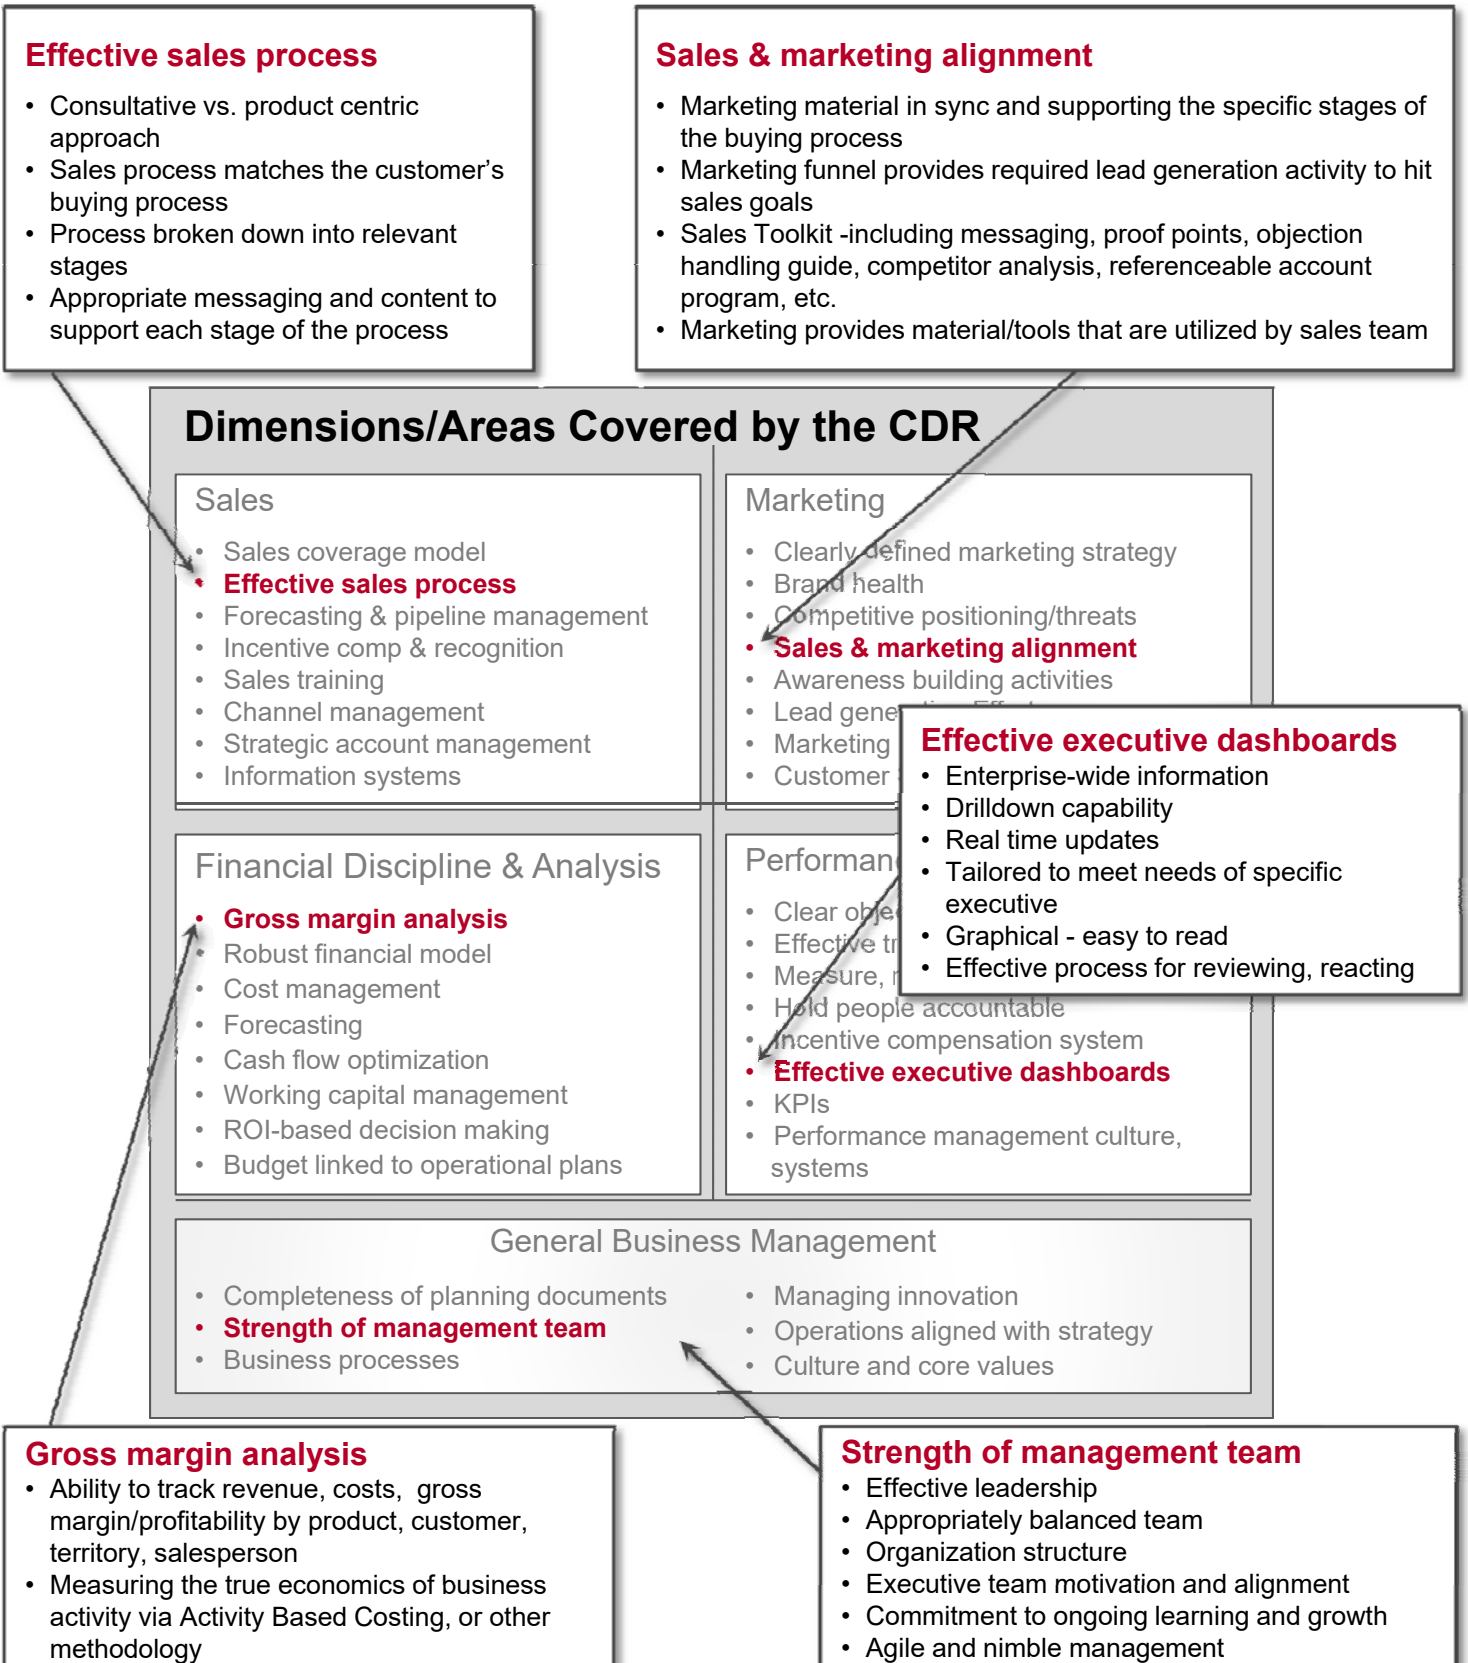 Effective sales process
• Consultative vs. product centric
approach
• Sales process matches the customer's
buying process
• Process broken down into relevant
stages
• Appropriate messaging and content to
support each stage of the process
Sales & marketing alignment
• Marketing material in sync and supporting the specific stages of
the buying process
• Marketing funnel provides required lead generation activity to hit
sales goals
• Sales Toolkit -including messaging, proof points, objection
handling guide, competitor analysis, referenceable account
program, etc.
• Marketing provides material/tools that are utilized by sales team
Dimensions/Areas Covered by the CDR
Sales
• Sales coverage model
• Effective sales process
• Forecasting & pipeline management
• Incentive comp & recognition
• Sales training
• Channel management
• Strategic account management
• Information systems
Marketing
• Clearly defined marketing strategy
• Brand health
• Competitive positioning/threats
• Sales & marketing alignment
• Awareness building activities
• Lead
• Marketing
• Customer
Effective executive dashboards
• Enterprise-wide information
• Drilldown capability
• Real time updates
• Tailored to meet needs of specific
executive
• Graphical - easy to read
• Effective process for reviewing, reacting
Financial Discipline & Analysis
• Gross margin analysis
• Robust financial model
• Cost management
• Forecasting
• Cash flow optimization
• Working capital management
• ROI-based decision making
• Budget linked to operational plans
• Clear
• Effective
• Measure,
• Hold people accountable
• Incentive compensation system
• Effective executive dashboards
• KPIs
• Performance management culture,
systems
General Business Management
• Completeness of planning documents
• Strength of management team
• Business processes
• Managing innovation
• Operations aligned with strategy
• Culture and core values
Gross margin analysis
• Ability to track revenue, costs, gross
margin/profitability by product, customer,
territory, salesperson
• Measuring the true economics of business
activity via Activity Based Costing, or other
methodology
Strength of management team
• Effective leadership
• Appropriately balanced team
• Organization structure
• Executive team motivation and alignment
• Commitment to ongoing learning and growth
• Agile and nimble management